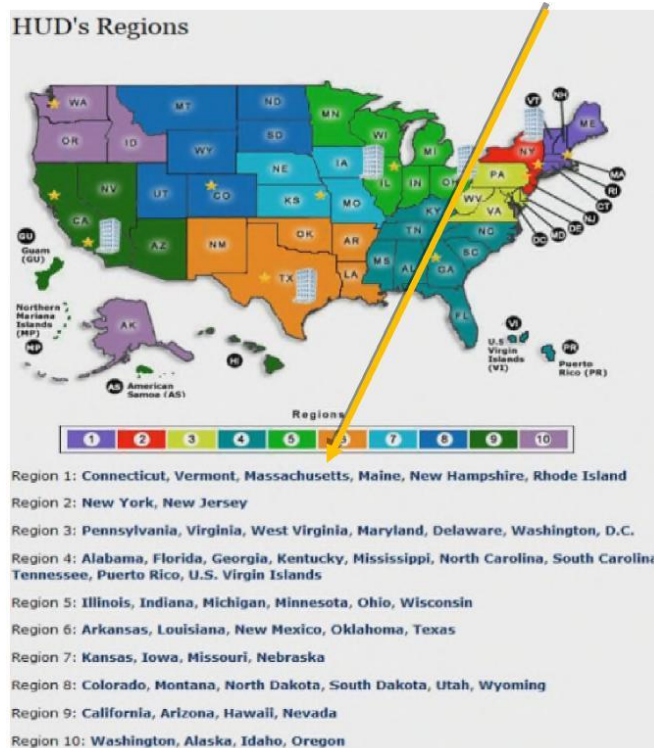 HUD's Regions
WA
MT
ND
MN
VT
NH
ME
OR
ID
SD
WI
MI
NY
WY
NE
IA
PA
MA
RI
NV
UT
CO
IL
IN
OH
WV
CT
CA
KS
MO
KY
VA
NJ
DE
DC
MD
GU
Guam
(GU)
AZ
NM
OK
AR
TN
NC
SC
TX
LA
MS
AL
GA
FL
Northern
Mariana
Islands
(MP)
MP
AK
HI
VI
U.S
Virgin
Islands
(VI)
PR
Puerto
Rico (PR)
AS
American
Samoa (AS)
Regions
1 2 3 4 5 6 7 8 9 10
Region 1: Connecticut, Vermont, Massachusetts, Maine, New Hampshire, Rhode Island
Region 2: New York, New Jersey
Region 3: Pennsylvania, Virginia, West Virginia, Maryland, Delaware, Washington, D.C.
Region 4: Alabama, Florida, Georgia, Kentucky, Mississippi, North Carolina, South Carolina
Tennessee, Puerto Rico, U.S. Virgin Islands
Region 5: Illinois, Indiana, Michigan, Minnesota, Ohio, Wisconsin
Region 6: Arkansas, Louisiana, New Mexico, Oklahoma, Texas
Region 7: Kansas, Iowa, Missouri, Nebraska
Region 8: Colorado, Montana, North Dakota, South Dakota, Utah, Wyoming
Region 9: California, Arizona, Hawaii, Nevada
Region 10: Washington, Alaska, Idaho, Oregon